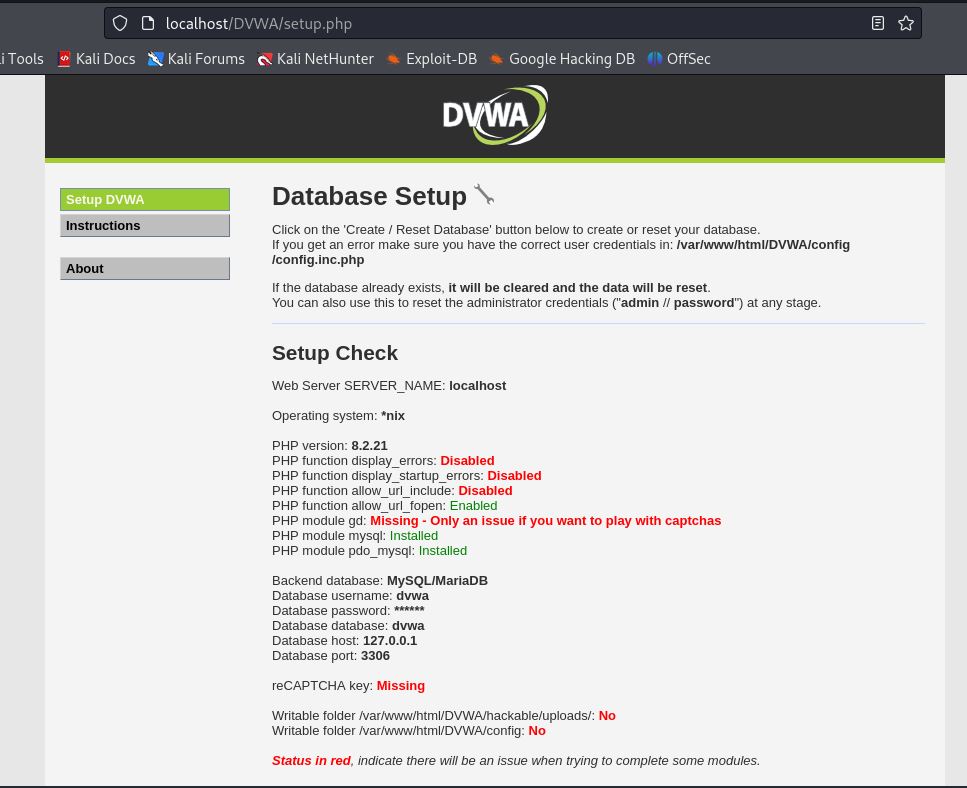 localhost/DVWA/setup.php
i Tools Kali Docs Kali Forums Kali NetHunter Exploit-DB Google Hacking DB OffSec
DVWA
Setup DVWA
Instructions
About
Database Setup
Click on the 'Create / Reset Database' button below to create or reset your database.
If you get an error make sure you have the correct user credentials in: /var/www/html/DVWA/config
/config.inc.php
If the database already exists, it will be cleared and the data will be reset.
You can also use this to reset the administrator credentials ("admin // password") at any stage.
Setup Check
Web Server SERVER_NAME: localhost
Operating system: *nix
PHP version: 8.2.21
PHP function display_errors: Disabled
PHP function display_startup_errors: Disabled
PHP function allow_url_include: Disabled
PHP function allow_url_fopen: Enabled
PHP module gd: Missing - Only an issue if you want to play with captchas
PHP module mysql: Installed
PHP module pdo_mysql: Installed
Backend database: MySQL/MariaDB
Database username: dvwa
Database password: ******
Database database: dvwa
Database host: 127.0.0.1
Database port: 3306
reCAPTCHA key: Missing
Writable folder /var/www/html/DVWA/hackable/uploads/: No
Writable folder /var/www/html/DVWA/config: No
Status in red, indicate there will be an issue when trying to complete some modules.